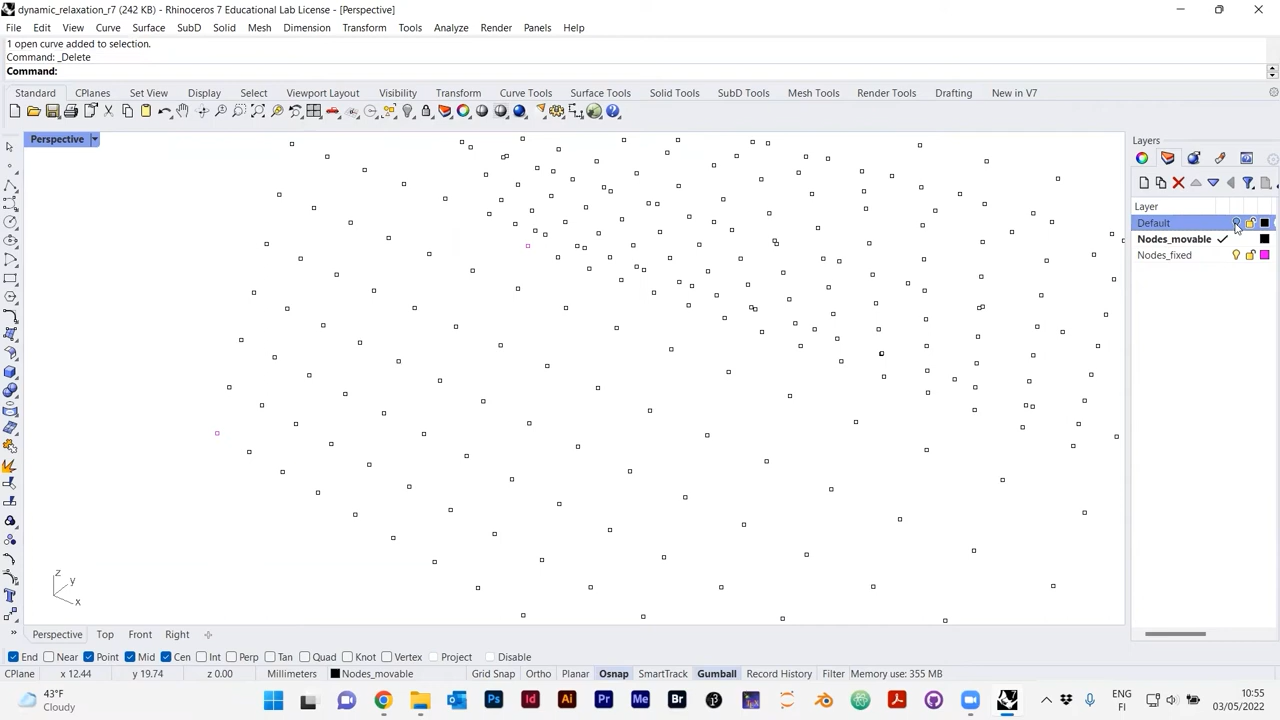 dynamic_relaxation_r7 (242 KB) - Rhinoceros 7 Educational Lab License - [Perspective]
File Edit View Curve Surface SubD Solid Mesh Dimension Transform Tools Analyze Render Panels Help
1 open curve added to selection.
Command: _Delete
Command:
Standard CPlanes Set View Display Select Viewport Layout Visibility Transform Curve Tools Surface Tools Solid Tools SubD Tools Mesh Tools Render Tools Drafting New in V7
Perspective
Layers
Layer
Default
Nodes_movable
Nodes_fixed
z
y
x
Perspective Top Front Right
End Near Point Mid Cen Int Perp Tan Quad Knot Vertex Project Disable
CPlane x 12.44 y 19.74 z 0.00 Millimeters Nodes_movable Grid Snap Ortho Planar Osnap SmartTrack Gumball Record History Filter Memory use: 355 MB
43°F
Cloudy
Ps Id Ai Pr Me Br
ENG
FI
10:55
03/05/2022